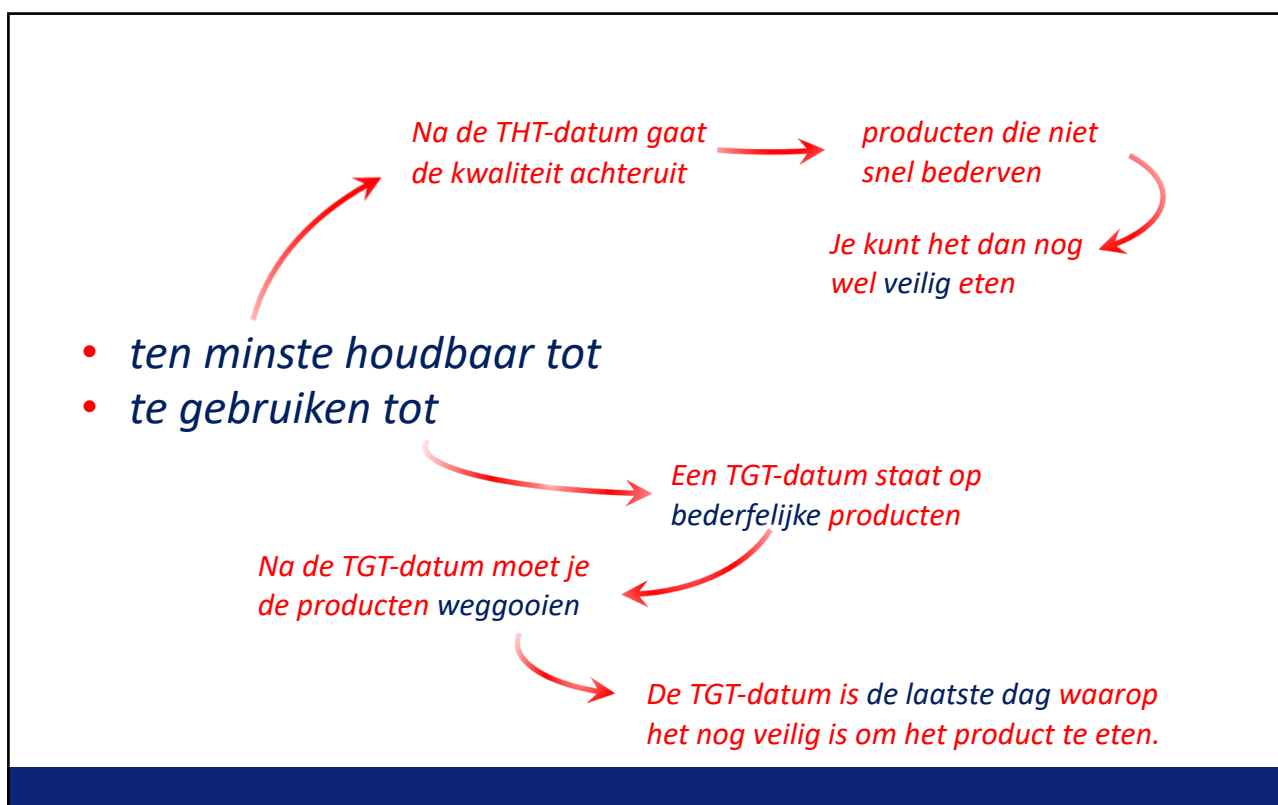 Na de THT-datum gaat
de kwaliteit achteruit
producten die niet
snel bederven
Je kunt het dan nog
wel veilig eten
• ten minste houdbaar tot
• te gebruiken tot
Een TGT-datum staat op
bederfelijke producten
Na de TGT-datum moet je
de producten weggooien
De TGT-datum is de laatste dag waarop
het nog veilig is om het product te eten.